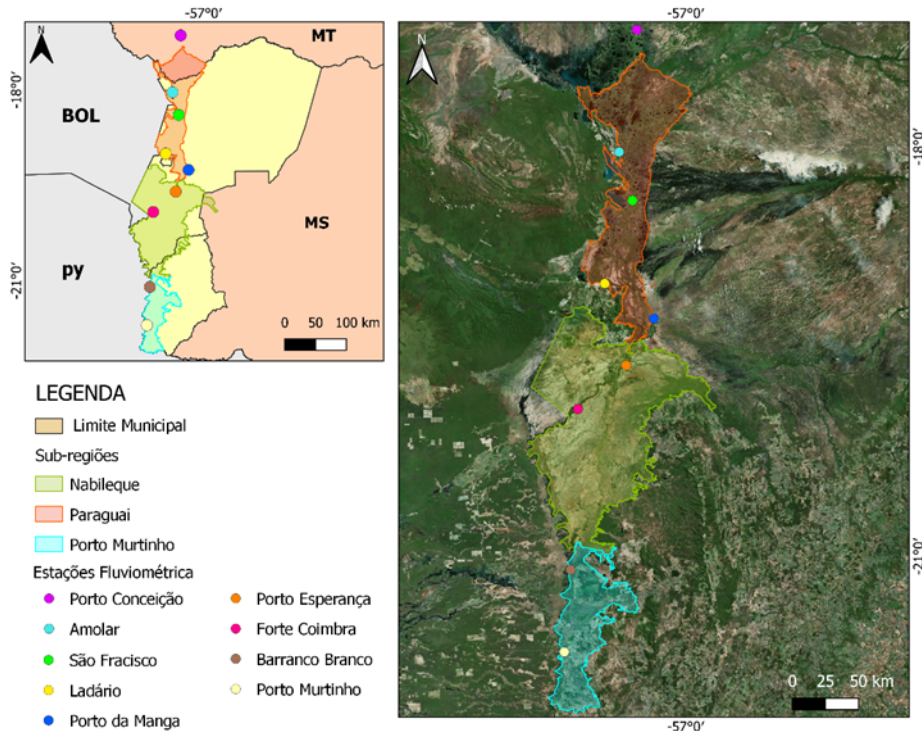 -57°0'
-57°0'
N
MT
N
-18°0'
BOL
-18°0'
MS
-21°0'
PY
0 50 100 km
LEGENDA
Limite Municipal
Sub-regiões
Nabileque
Paraguai
Porto Murtinho
Estações Fluviométrica
Porto Conceição
Amolar
São Fracisco
Ladário
Porto da Manga
Porto Esperança
Forte Coimbra
Barranco Branco
Porto Murtinho
-21°0'
0 25 50 km
-57°0'